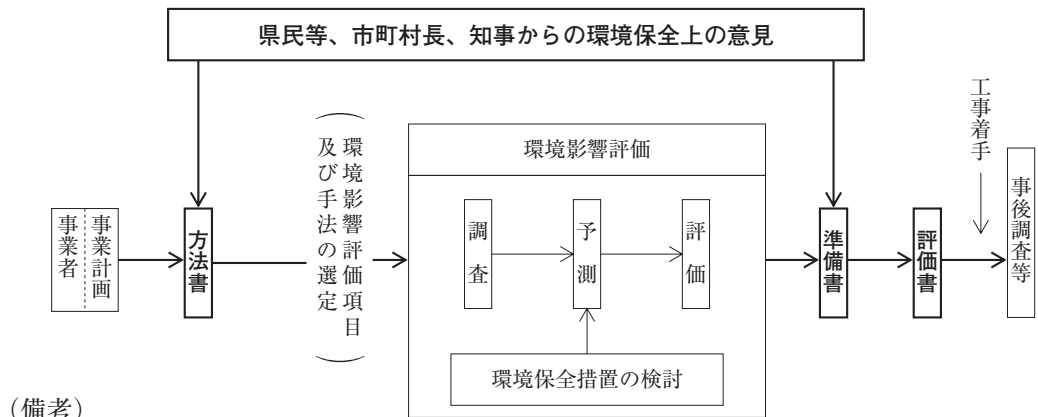 県民等、市町村長、知事からの環境保全上の意見
事業者
事業計画
方法書
（環境影響評価項目
及び手法の選定）
環境影響評価
調査
予測
評価
環境保全措置の検討
準備書
評価書
工事着手
事後調査等
（備考）